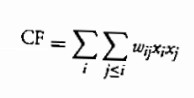 CF = ∑_i ∑_{j≤i} w_{ij}x_ix_j